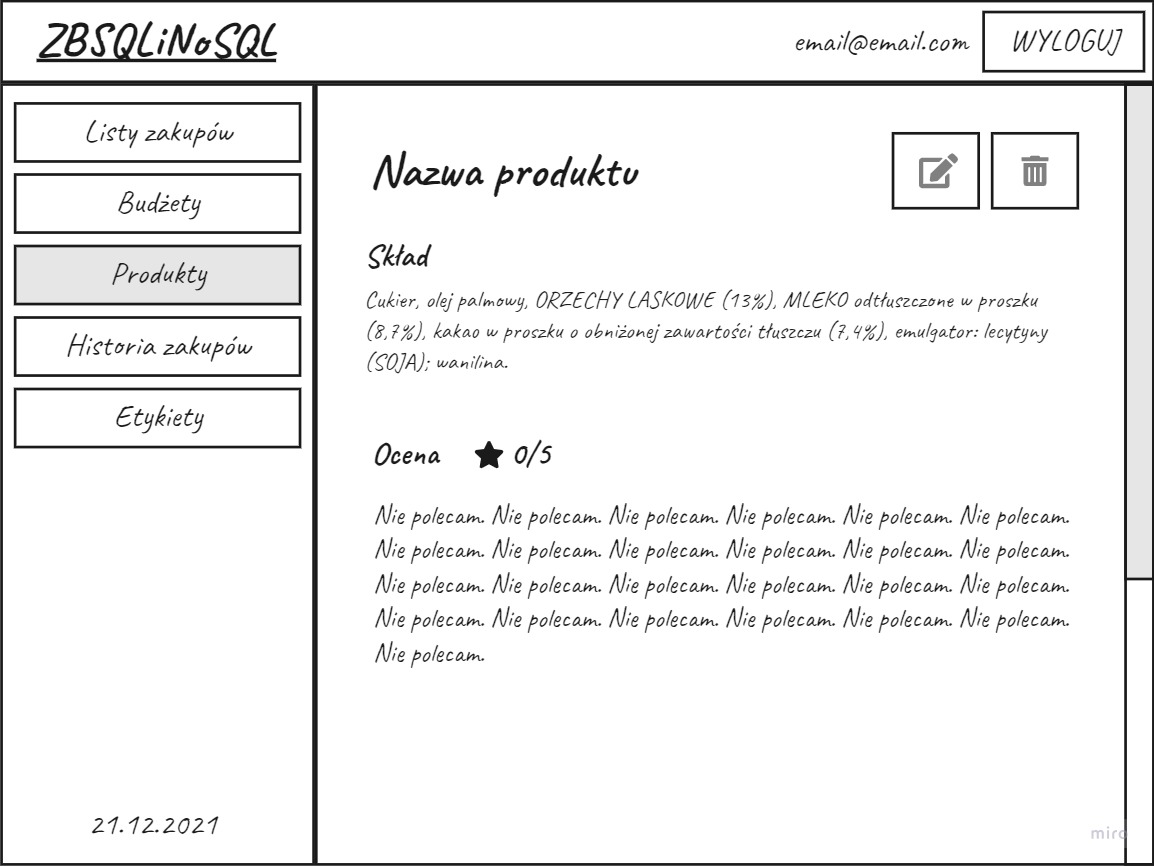 ZBSQLiNoSQL
email@email.com
WYLOGUJ
Listy zakupów
Budżety
Produkty
Historia zakupów
Etykiety
21.12.2021
Nazwa produktu
Skład
Cukier, olej palmowy, ORZECHY LASKOWE (13%), MLEKO odtłuszczone w proszku
(8,7%), kakao w proszku o obniżonej zawartości tłuszczu (7,4%), emulgator: lecytyny
(SOJA); wanilina.
Ocena 0/5
Nie polecam. Nie polecam. Nie polecam. Nie polecam. Nie polecam. Nie polecam.
Nie polecam. Nie polecam. Nie polecam. Nie polecam. Nie polecam. Nie polecam.
Nie polecam. Nie polecam. Nie polecam. Nie polecam. Nie polecam. Nie polecam.
Nie polecam. Nie polecam. Nie polecam. Nie polecam. Nie polecam. Nie polecam.
Nie polecam.
miro